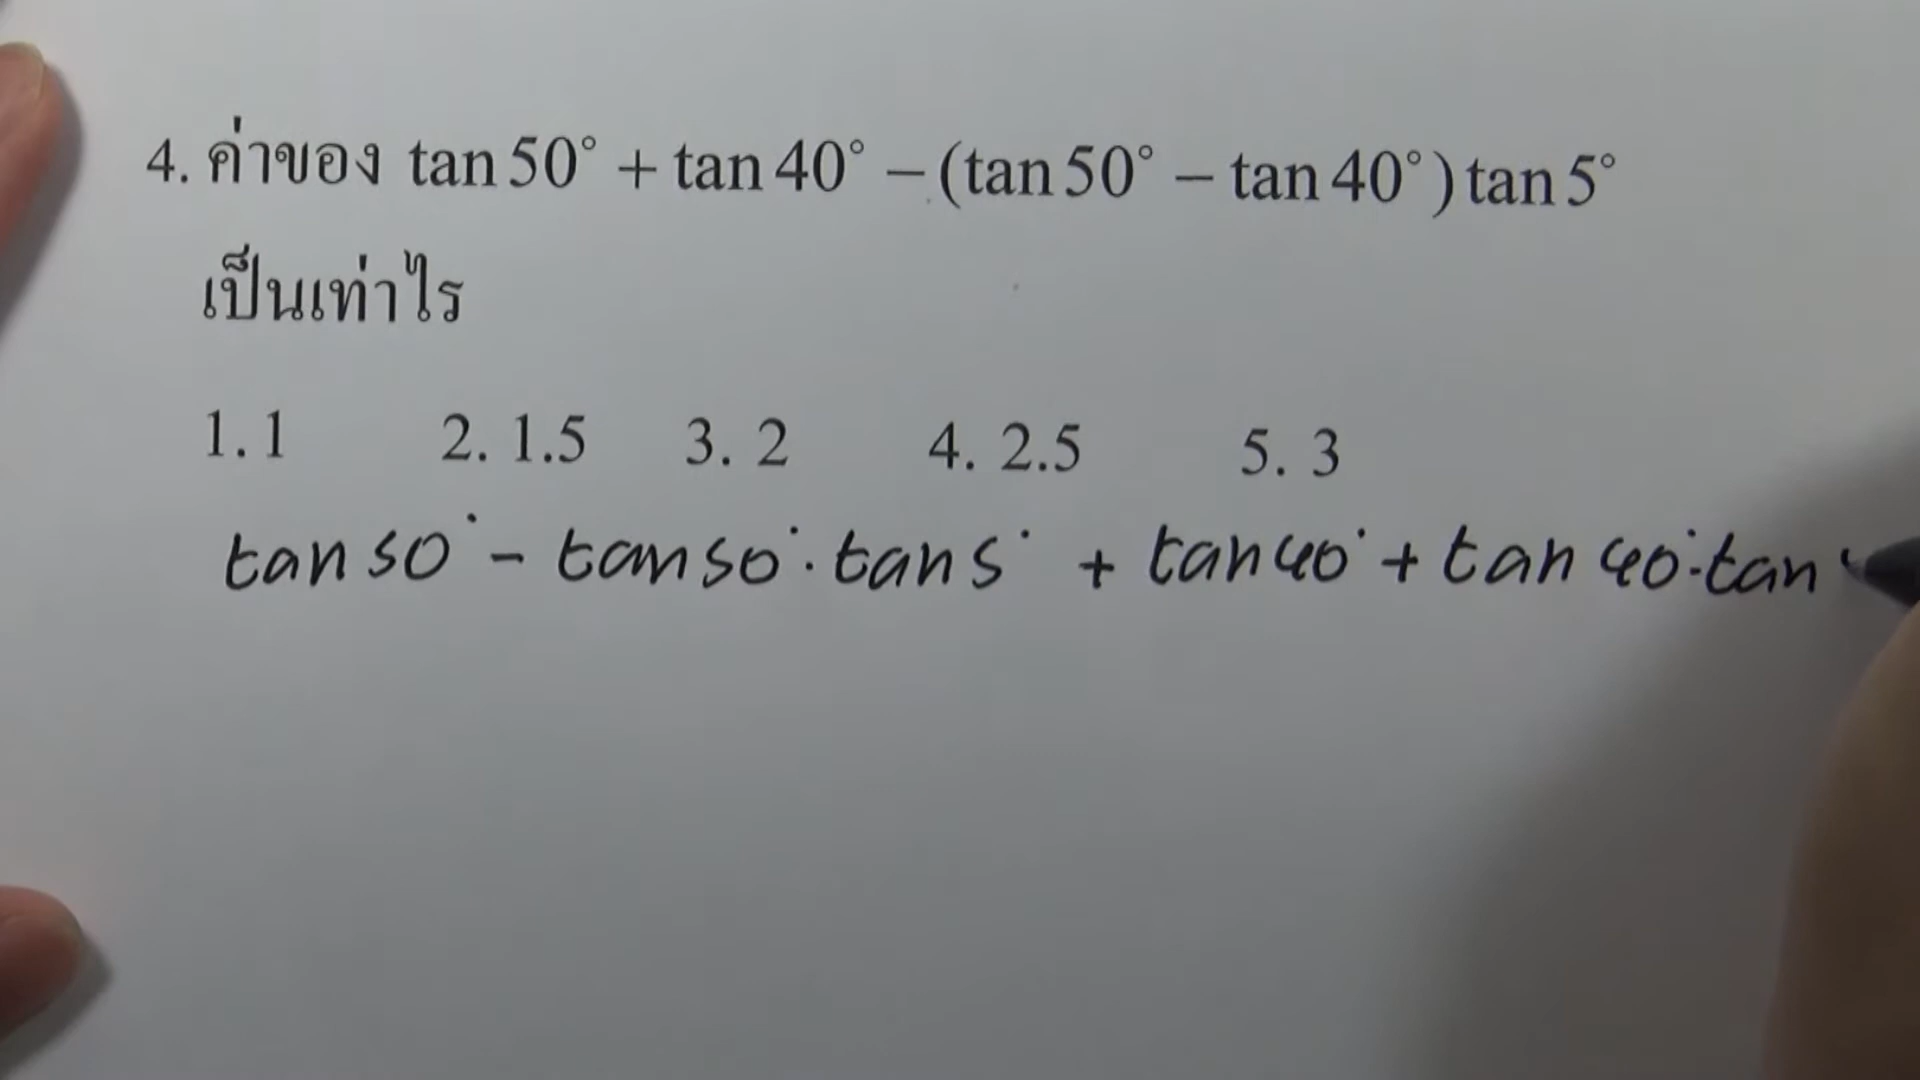 4. ค่าของ tan 50° + tan 40° − (tan 50° − tan 40°) tan 5°
เป็นเท่าไร
1. 1 2. 1.5 3. 2 4. 2.5 5. 3
tan 50° − tan 50° · tan 5° + tan 40° + tan 40° · tan